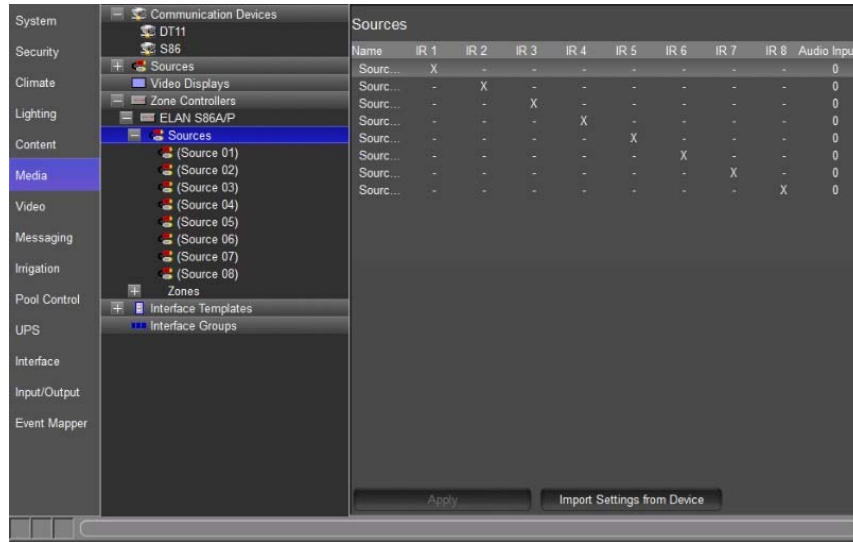 System
Security
Climate
Lighting
Content
Media
Video
Messaging
Irrigation
Pool Control
UPS
Interface
Input/Output
Event Mapper
Communication Devices
DT11
S86
Sources
Video Displays
Zone Controllers
ELAN S86A/P
Sources
(Source 01)
(Source 02)
(Source 03)
(Source 04)
(Source 05)
(Source 06)
(Source 07)
(Source 08)
Zones
Interface Templates
Interface Groups
Sources
Name IR 1 IR 2 IR 3 IR 4 IR 5 IR 6 IR 7 IR 8 Audio Inpu
Sourc... X - - - - - - - 0
Sourc... - X - - - - - - 0
Sourc... - - X - - - - - 0
Sourc... - - - X - - - - 0
Sourc... - - - - X - - - 0
Sourc... - - - - - X - - 0
Sourc... - - - - - - X - 0
Sourc... - - - - - - - X 0
Apply Import Settings from Device